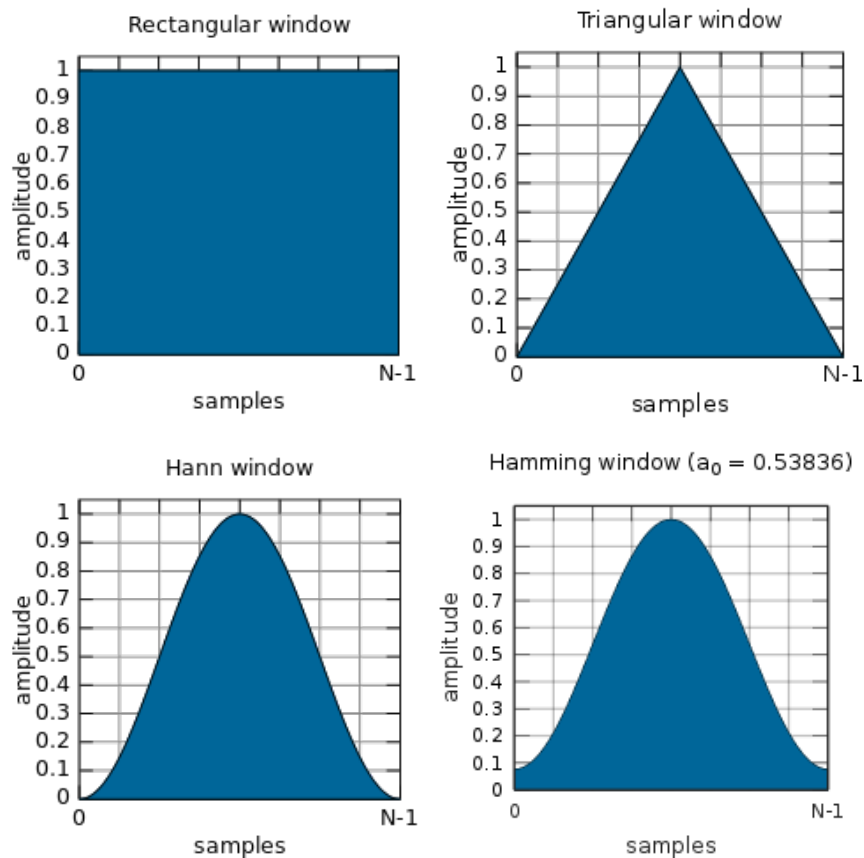 Rectangular window
1
0.9
0.8
0.7
0.6
0.5
0.4
0.3
0.2
0.1
0
amplitude
0 N-1
samples
Triangular window
1
0.9
0.8
0.7
0.6
0.5
0.4
0.3
0.2
0.1
0
amplitude
0 N-1
samples
Hann window
1
0.9
0.8
0.7
0.6
0.5
0.4
0.3
0.2
0.1
0
amplitude
0 N-1
samples
Hamming window (a₀ = 0.53836)
1
0.9
0.8
0.7
0.6
0.5
0.4
0.3
0.2
0.1
0
amplitude
0 N-1
samples